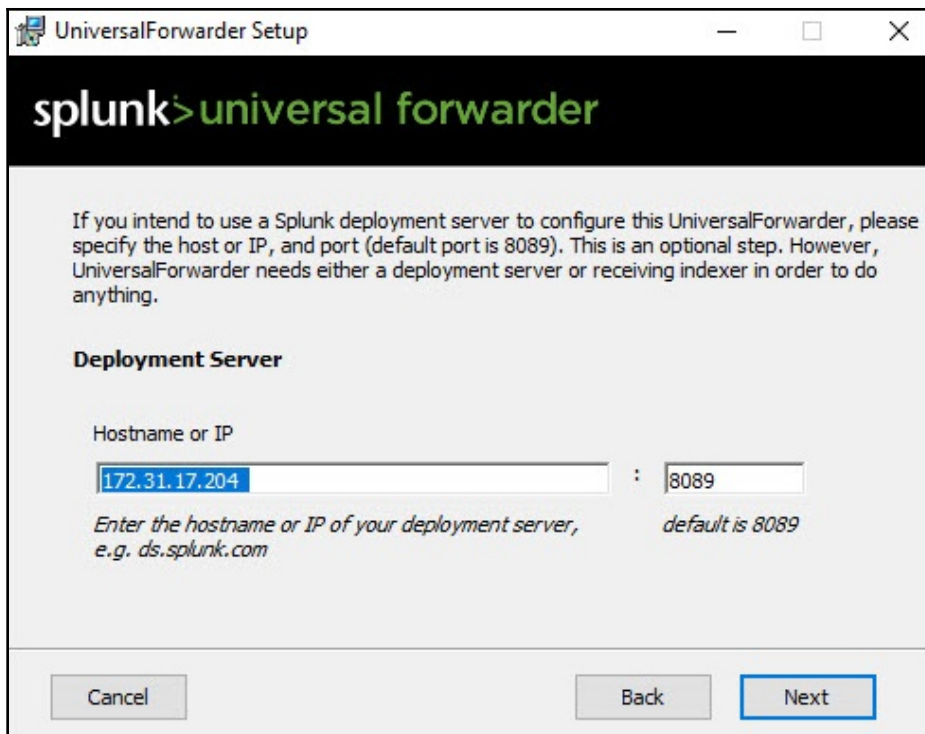 UniversalForwarder Setup
splunk>universal forwarder
If you intend to use a Splunk deployment server to configure this UniversalForwarder, please
specify the host or IP, and port (default port is 8089). This is an optional step. However,
UniversalForwarder needs either a deployment server or receiving indexer in order to do
anything.
Deployment Server
Hostname or IP
172.31.17.204 : 8089
Enter the hostname or IP of your deployment server, default is 8089
e.g. ds.splunk.com
Cancel Back Next